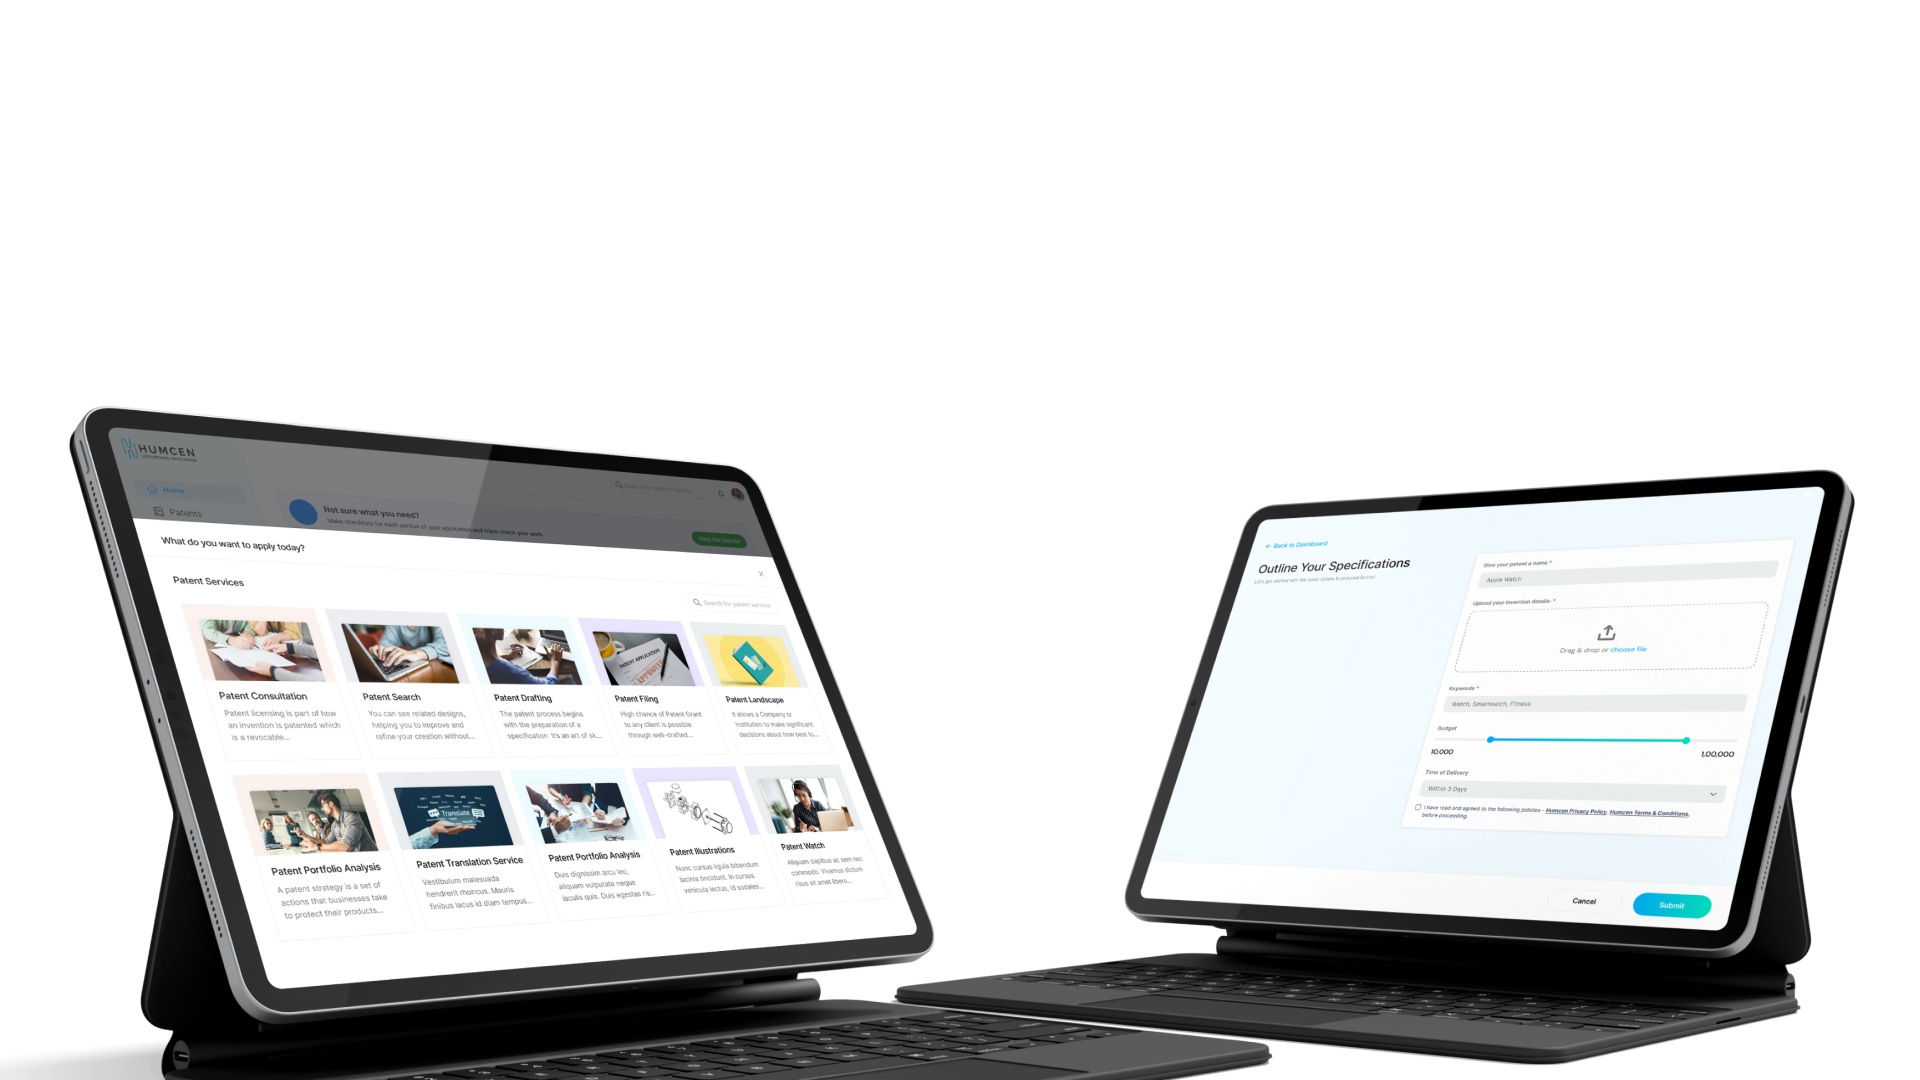 HUMCEN
Home
Patents
Search for patent service
Not sure what you need?
Make checklists for each portion of your application and triple-check your work.
Help Me Decide
What do you want to apply today?
Patent Services
Search for patent service
Patent Consultation
Patent licensing is part of how
an invention is patented which
is a revocable...
Patent Search
You can see related designs,
helping you to improve and
refine your creation without...
Patent Drafting
The patent process begins
with the preparation of a
specification It's an art of sk...
PATENT APPLICATION
APPROVED
Patent Filing
High chance of Patent Grant
to any client is possible
through well-drafted...
Patent Landscape
It allows a Company or
institution to make significant
decisions about how best to...
Patent Portfolio Analysis
A patent strategy is a set of
actions that businesses take
to protect their products...
Translate
Patent Translation Service
Vestibulum malesuada
hendrerit rhoncus. Mauris
finibus lacus id diam tempus...
Patent Portfolio Analysis
Duis dignissim arcu leo,
aliquam vulputate neque
iaculis quis. Duis egestas ris...
Patent Illustrations
Nunc cursus ligula bibendum
lacinia tincidunt. In cursus
vehicula lectus, id sodales...
Patent Watch
Aliquam dapibus ac sem nec
commodo. Vivamus dictum
risus sit amet libero...
Back to Dashboard
Outline Your Specifications
Let's get started with the basic details to proceed further
Give your patent a name *
Apple Watch
Upload your invention details: *
Drag & drop or choose file
Keywords *
Watch, Smartwatch, Fitness
Budget
10,000
1,00,000
Time of Delivery
Within 3 Days
I have read and agreed to the following policies - Humcen Privacy Policy, Humcen Terms & Conditions,
before proceeding.
Cancel
Submit